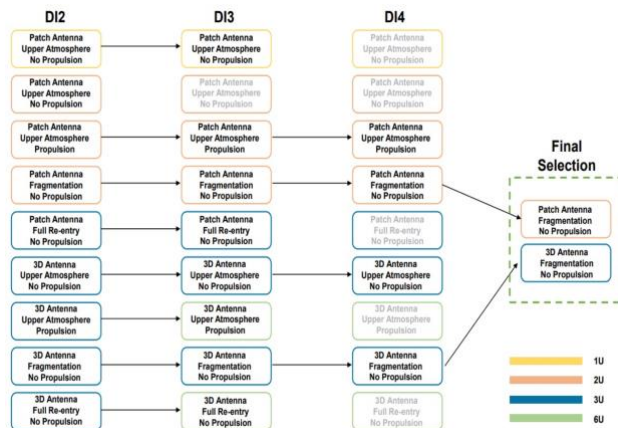 DI2
DI3
DI4
Patch Antenna
Upper Atmosphere
No Propulsion
Patch Antenna
Upper Atmosphere
No Propulsion
Patch Antenna
Upper Atmosphere
No Propulsion
Patch Antenna
Upper Atmosphere
No Propulsion
Patch Antenna
Upper Atmosphere
No Propulsion
Patch Antenna
Upper Atmosphere
No Propulsion
Patch Antenna
Upper Atmosphere
Propulsion
Patch Antenna
Upper Atmosphere
Propulsion
Patch Antenna
Upper Atmosphere
Propulsion
Patch Antenna
Fragmentation
No Propulsion
Patch Antenna
Fragmentation
No Propulsion
Patch Antenna
Fragmentation
No Propulsion
Patch Antenna
Full Re-entry
No Propulsion
Patch Antenna
Full Re-entry
No Propulsion
Patch Antenna
Full Re-entry
No Propulsion
3D Antenna
Upper Atmosphere
No Propulsion
3D Antenna
Upper Atmosphere
No Propulsion
3D Antenna
Upper Atmosphere
No Propulsion
3D Antenna
Upper Atmosphere
Propulsion
3D Antenna
Upper Atmosphere
Propulsion
3D Antenna
Upper Atmosphere
Propulsion
3D Antenna
Fragmentation
No Propulsion
3D Antenna
Fragmentation
No Propulsion
3D Antenna
Fragmentation
No Propulsion
3D Antenna
Full Re-entry
No Propulsion
3D Antenna
Full Re-entry
No Propulsion
3D Antenna
Full Re-entry
No Propulsion
Final
Selection
Patch Antenna
Fragmentation
No Propulsion
3D Antenna
Fragmentation
No Propulsion
1U
2U
3U
6U